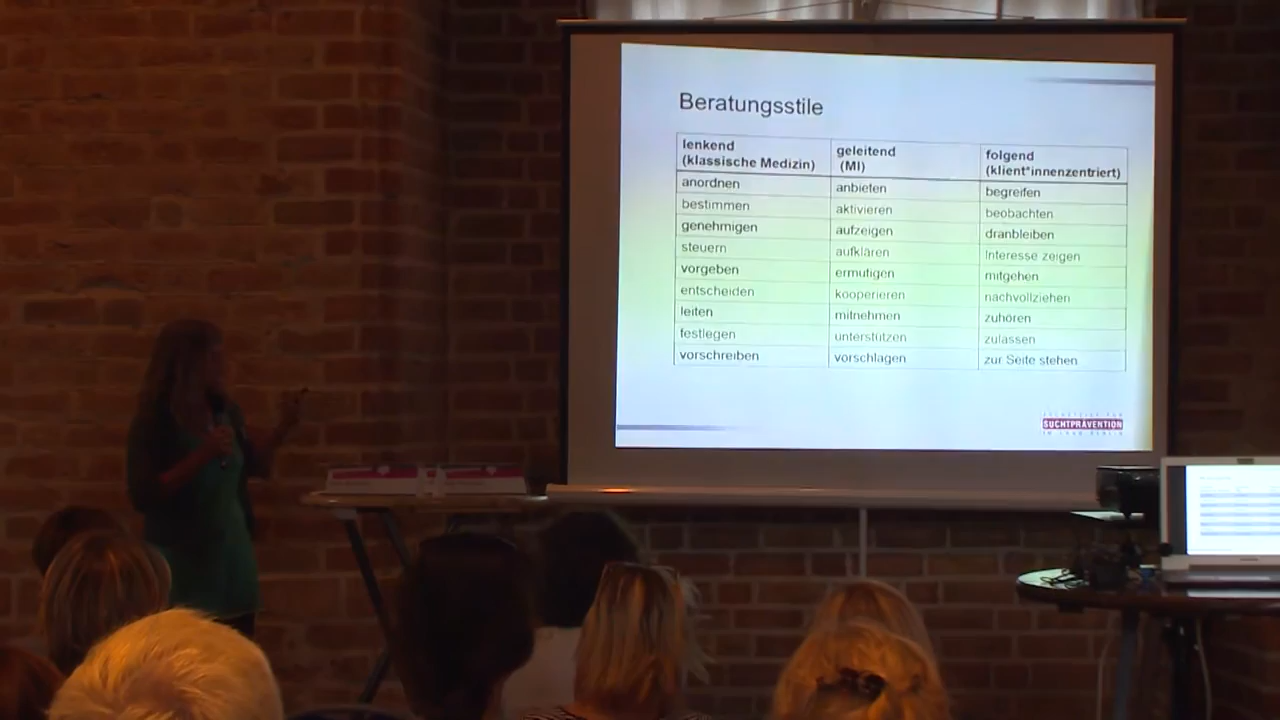 Beratungsstile
lenkend
(klassische Medizin)
geleitend
(MI)
folgend
(klient*innenzentriert)
anordnen anbieten begreifen
bestimmen aktivieren beobachten
genehmigen aufzeigen dranbleiben
steuern aufklären Interesse zeigen
vorgeben ermutigen mitgehen
entscheiden kooperieren nachvollziehen
leiten mitnehmen zuhören
festlegen unterstützen zulassen
vorschreiben vorschlagen zur Seite stehen
SUCHTPRÄVENTION